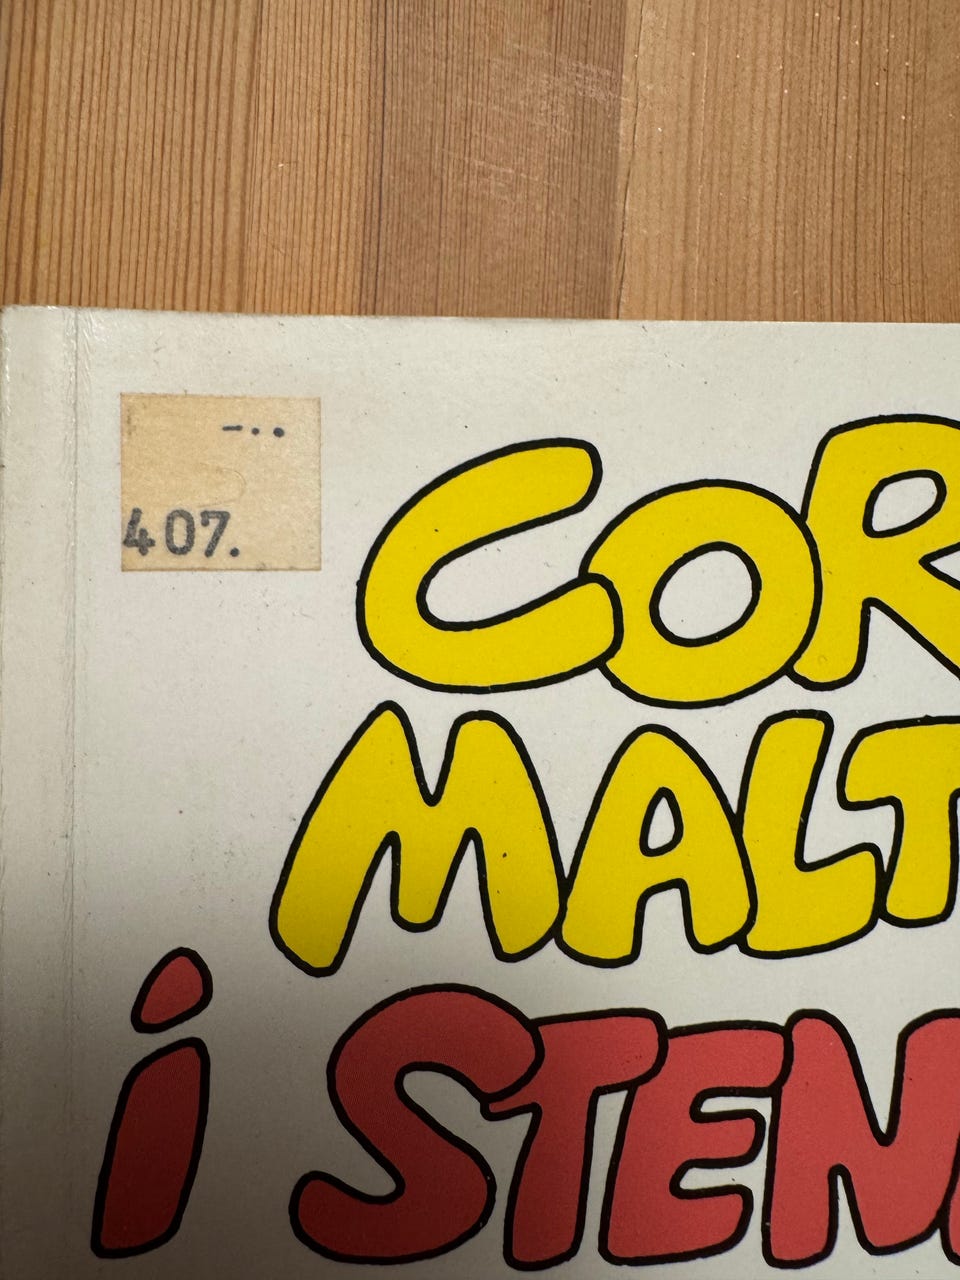 -..
407.
COR
MALT
i STEN